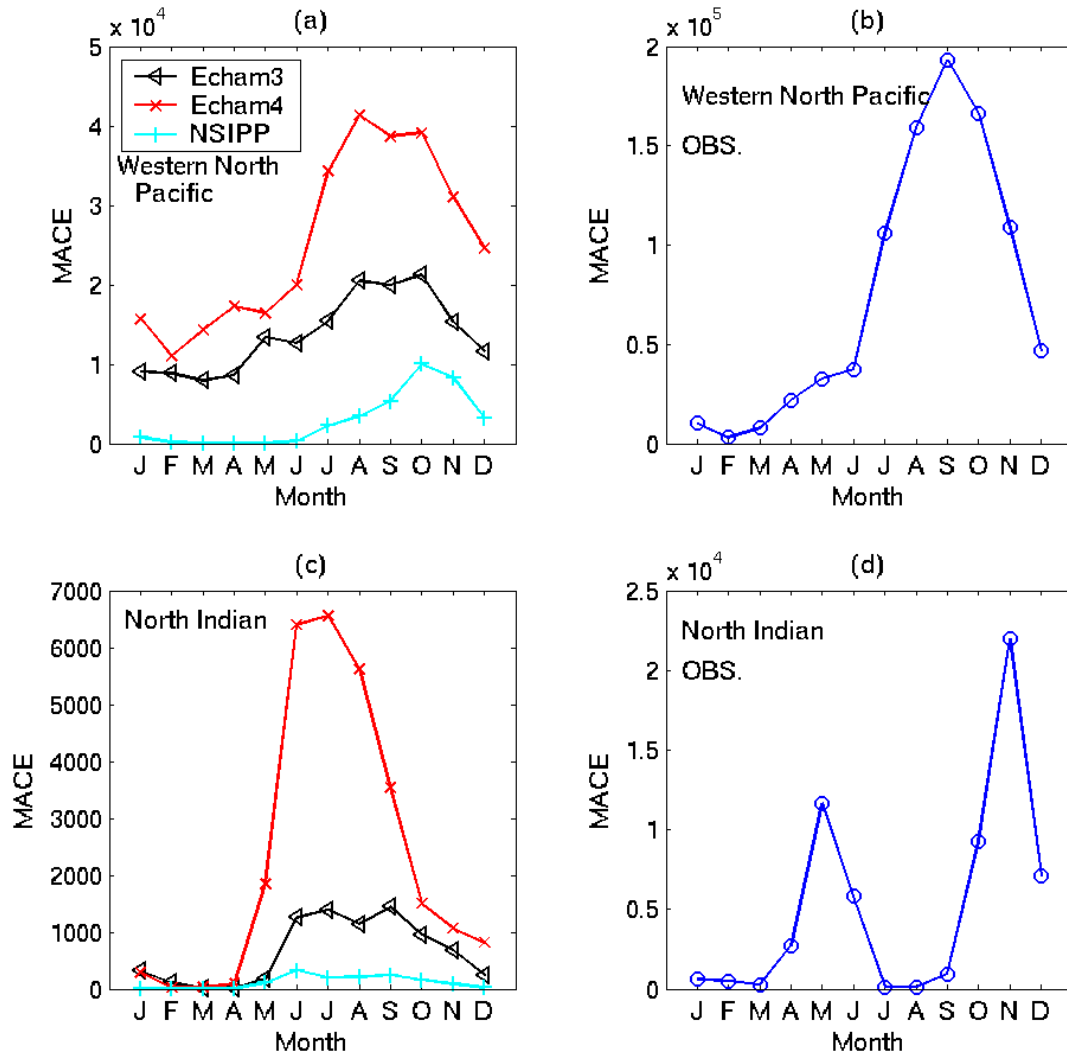 (a)
x 10^4
5
4
3
2
1
0
MACE
Echam3
Echam4
NSIPP
Western North
Pacific
J F M A M J J A S O N D
Month
(b)
x 10^5
2
1.5
1
0.5
0
MACE
Western North Pacific
OBS.
J F M A M J J A S O N D
Month
(c)
7000
6000
5000
4000
3000
2000
1000
0
MACE
North Indian
J F M A M J J A S O N D
Month
(d)
x 10^4
2.5
2
1.5
1
0.5
0
MACE
North Indian
OBS.
J F M A M J J A S O N D
Month